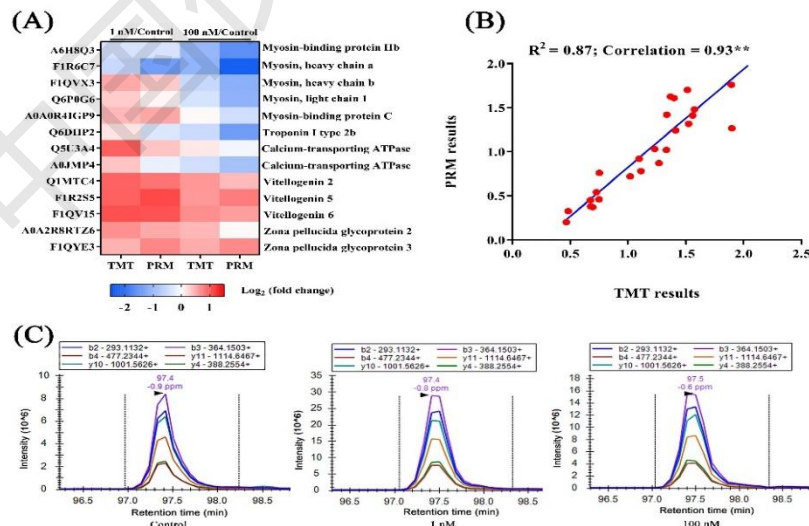 (A)
1 nM/Control 100 nM/Control
A6H8Q3 Myosin-binding protein Hb
F1R6C7 Myosin, heavy chain a
F1QVX3 Myosin, heavy chain b
Q6P0G6 Myosin, light chain 1
A0A0R4IGP9 Myosin-binding protein C
Q6DHP2 Troponin I type 2b
Q5U3A4 Calcium-transporting ATPase
A0JMP4 Calcium-transporting ATPase
Q1MTC4 Vitellogenin 2
F1R2S5 Vitellogenin 5
F1QV15 Vitellogenin 6
A0A2R8RTZ6 Zona pellucida glycoprotein 2
F1QYE3 Zona pellucida glycoprotein 3
TMT PRM TMT PRM
-2 -1 0 1
Log2 (fold change)
(B)
R2 = 0.87; Correlation = 0.93**
PRM results
2.0
1.5
1.0
0.5
0.0
0.0 0.5 1.0 1.5 2.0 2.5
TMT results
(C)
b2 - 293.1132+ b3 - 364.1503+
b4 - 477.2344+ y11 - 1114.6467+
y10 - 1001.5626+ y4 - 388.2554+
97.4
-0.9 ppm
Intensity (10^6)
10
8
6
4
2
0
96.5 97.0 97.5 98.0 98.5
Retention time (min)
Control
b2 - 293.1132+ b3 - 364.1503+
b4 - 477.2344+ y11 - 1114.6467+
y10 - 1001.5626+ y4 - 388.2554+
97.4
-0.8 ppm
Intensity (10^6)
35
30
25
20
15
10
5
0
96.5 97.0 97.5 98.0 98.5
Retention time (min)
1 nM
b2 - 293.1132+ b3 - 364.1503+
b4 - 477.2344+ y11 - 1114.6467+
y10 - 1001.5626+ y4 - 388.2554+
97.5
-0.6 ppm
Intensity (10^6)
18
16
14
12
10
8
6
4
2
0
96.5 97.0 97.5 98.0 98.5
Retention time (min)
100 nM